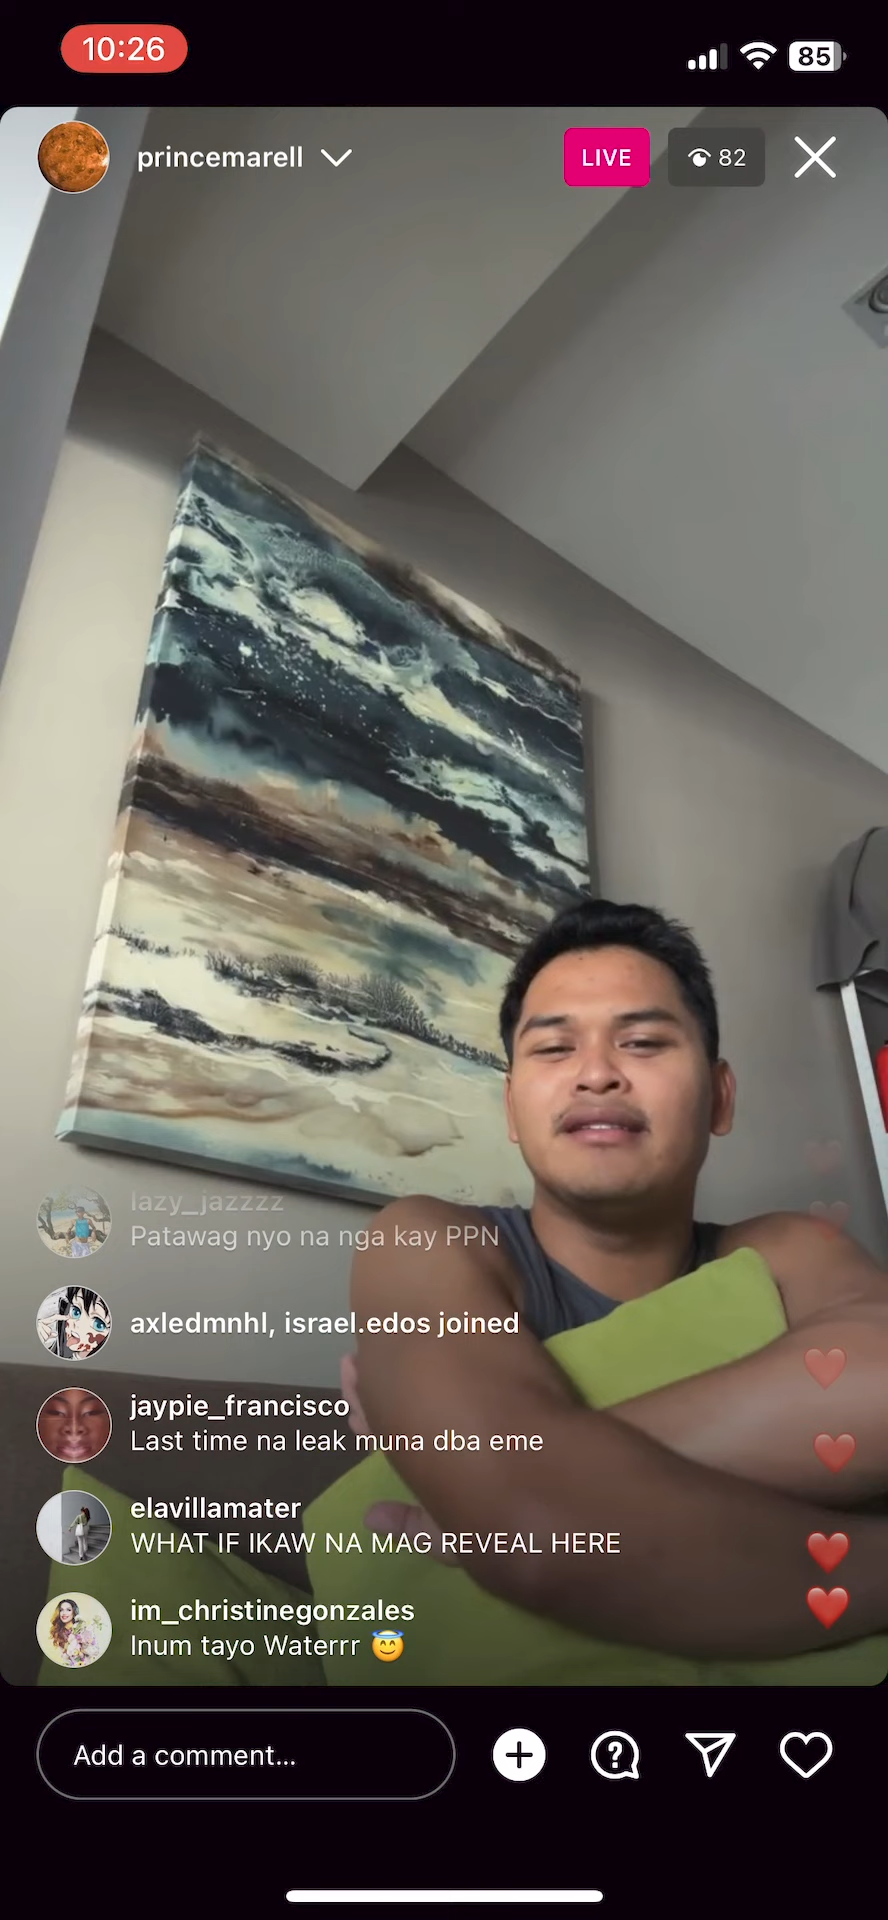 10:26
85
princemarell
LIVE
82
lazy_jazzzz
Patawag nyo na nga kay PPN
axledmnhl, israel.edos joined
jaypie_francisco
Last time na leak muna dba eme
elavillamater
WHAT IF IKAW NA MAG REVEAL HERE
im_christinegonzales
Inum tayo Waterrr 😇
Add a comment...